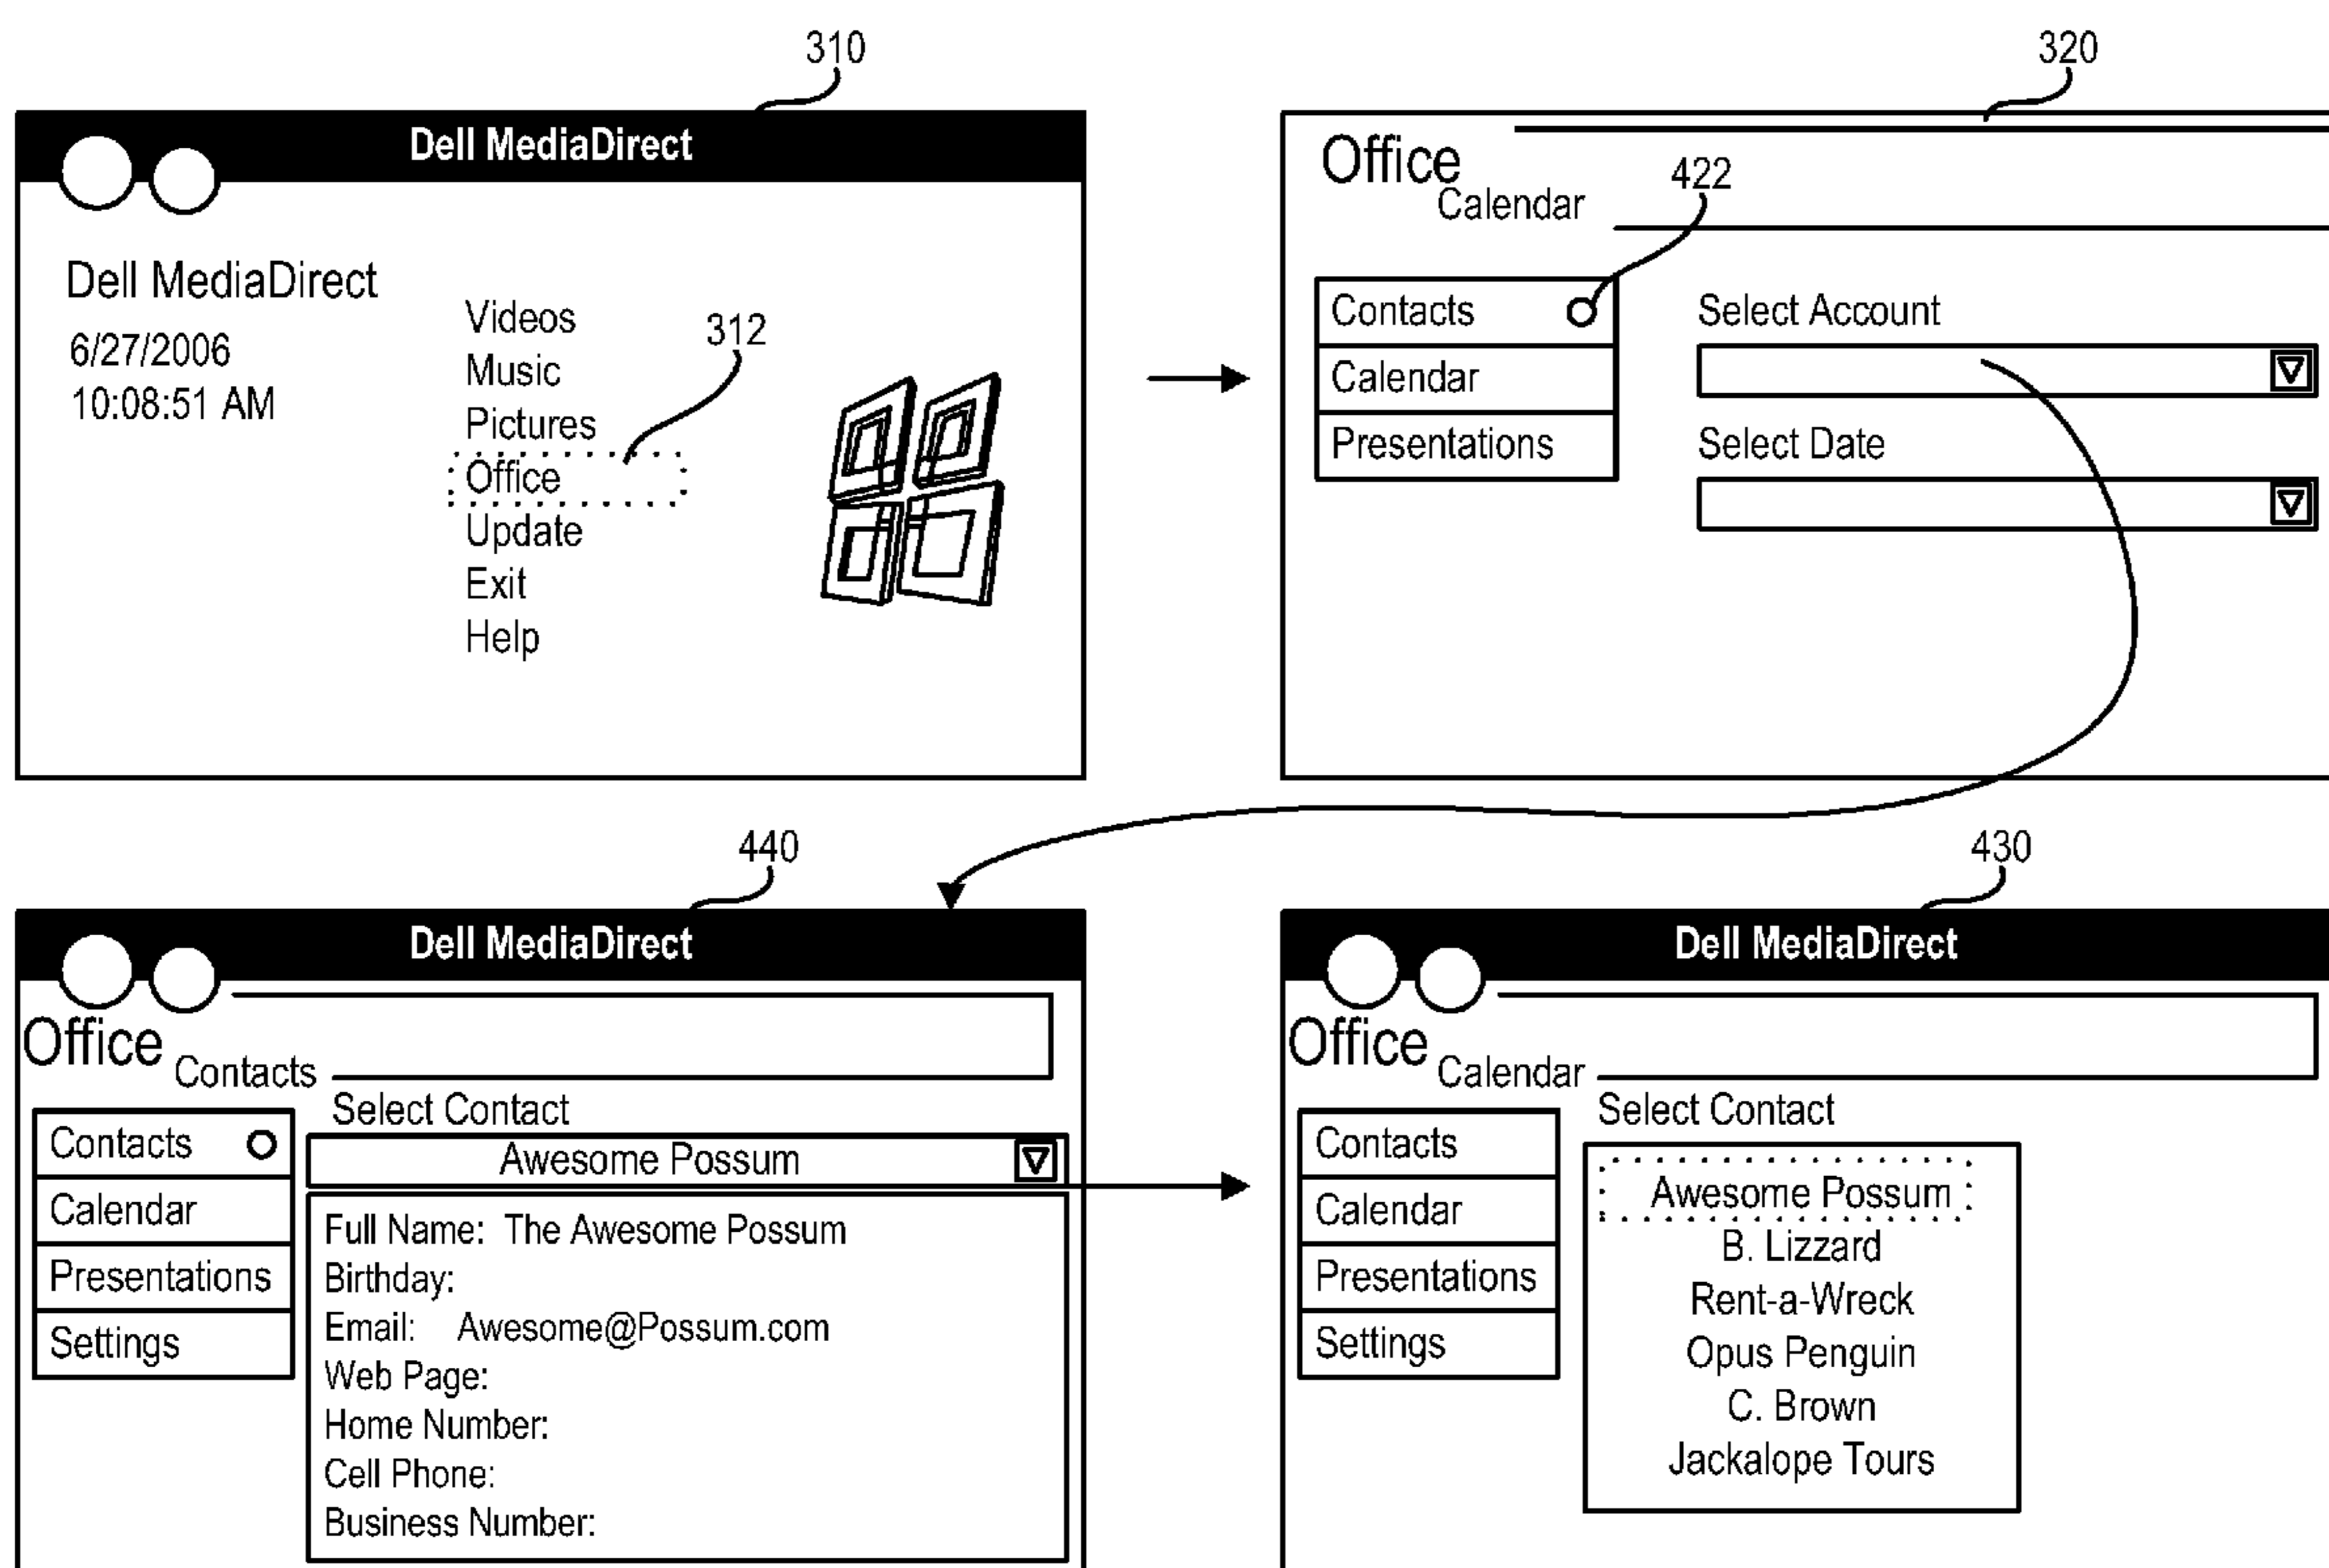 310
Dell MediaDirect
Dell MediaDirect
6/27/2006
10:08:51 AM
Videos
Music
Pictures
Office
Update
Exit
Help
312
320
Office
Calendar
422
Contacts
Calendar
Presentations
Select Account
Select Date
440
Dell MediaDirect
Office
Contacts
Contacts
Calendar
Presentations
Settings
Select Contact
Awesome Possum
Full Name: The Awesome Possum
Birthday:
Email: Awesome@Possum.com
Web Page:
Home Number:
Cell Phone:
Business Number:
430
Dell MediaDirect
Office
Calendar
Contacts
Calendar
Presentations
Settings
Select Contact
Awesome Possum
B. Lizzard
Rent-a-Wreck
Opus Penguin
C. Brown
Jackalope Tours